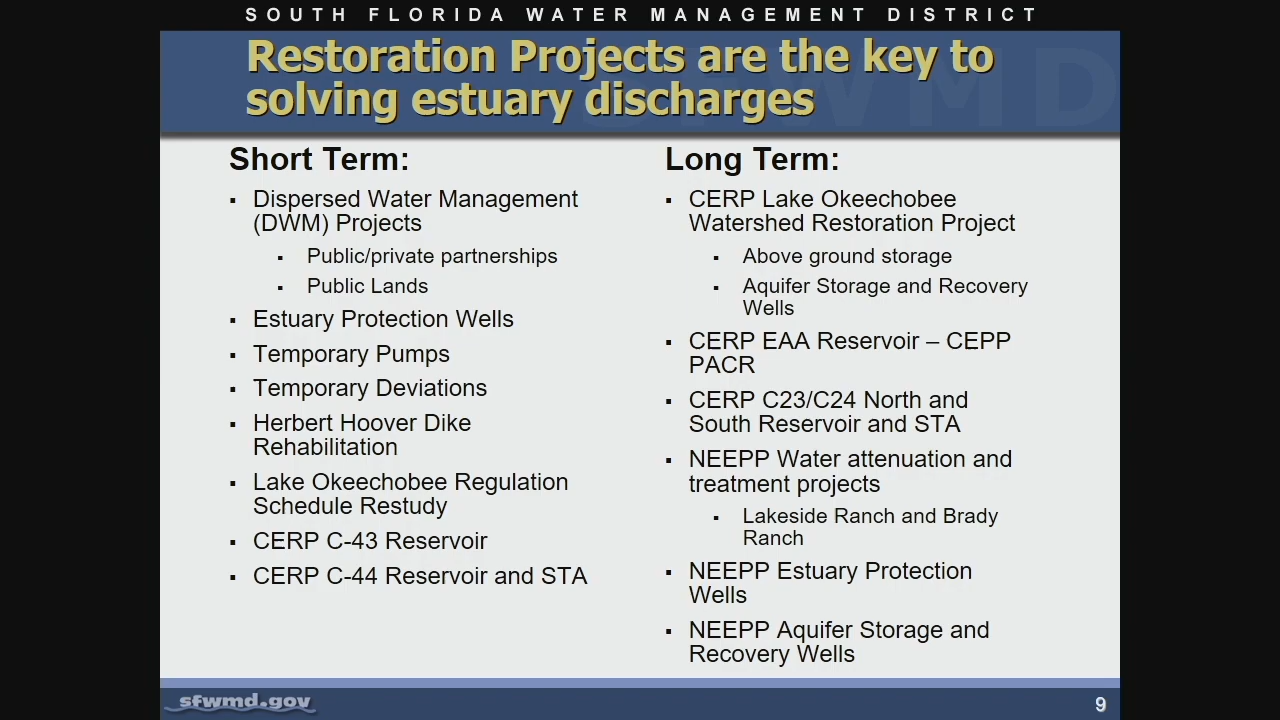 SOUTH FLORIDA WATER MANAGEMENT DISTRICT
Restoration Projects are the key to
solving estuary discharges
SFWMD
Short Term:
▪ Dispersed Water Management
(DWM) Projects
▪ Public/private partnerships
▪ Public Lands
▪ Estuary Protection Wells
▪ Temporary Pumps
▪ Temporary Deviations
▪ Herbert Hoover Dike
Rehabilitation
▪ Lake Okeechobee Regulation
Schedule Restudy
▪ CERP C-43 Reservoir
▪ CERP C-44 Reservoir and STA
Long Term:
▪ CERP Lake Okeechobee
Watershed Restoration Project
▪ Above ground storage
▪ Aquifer Storage and Recovery
Wells
▪ CERP EAA Reservoir – CEPP
PACR
▪ CERP C23/C24 North and
South Reservoir and STA
▪ NEEPP Water attenuation and
treatment projects
▪ Lakeside Ranch and Brady
Ranch
▪ NEEPP Estuary Protection
Wells
▪ NEEPP Aquifer Storage and
Recovery Wells
sfwmd.gov
9